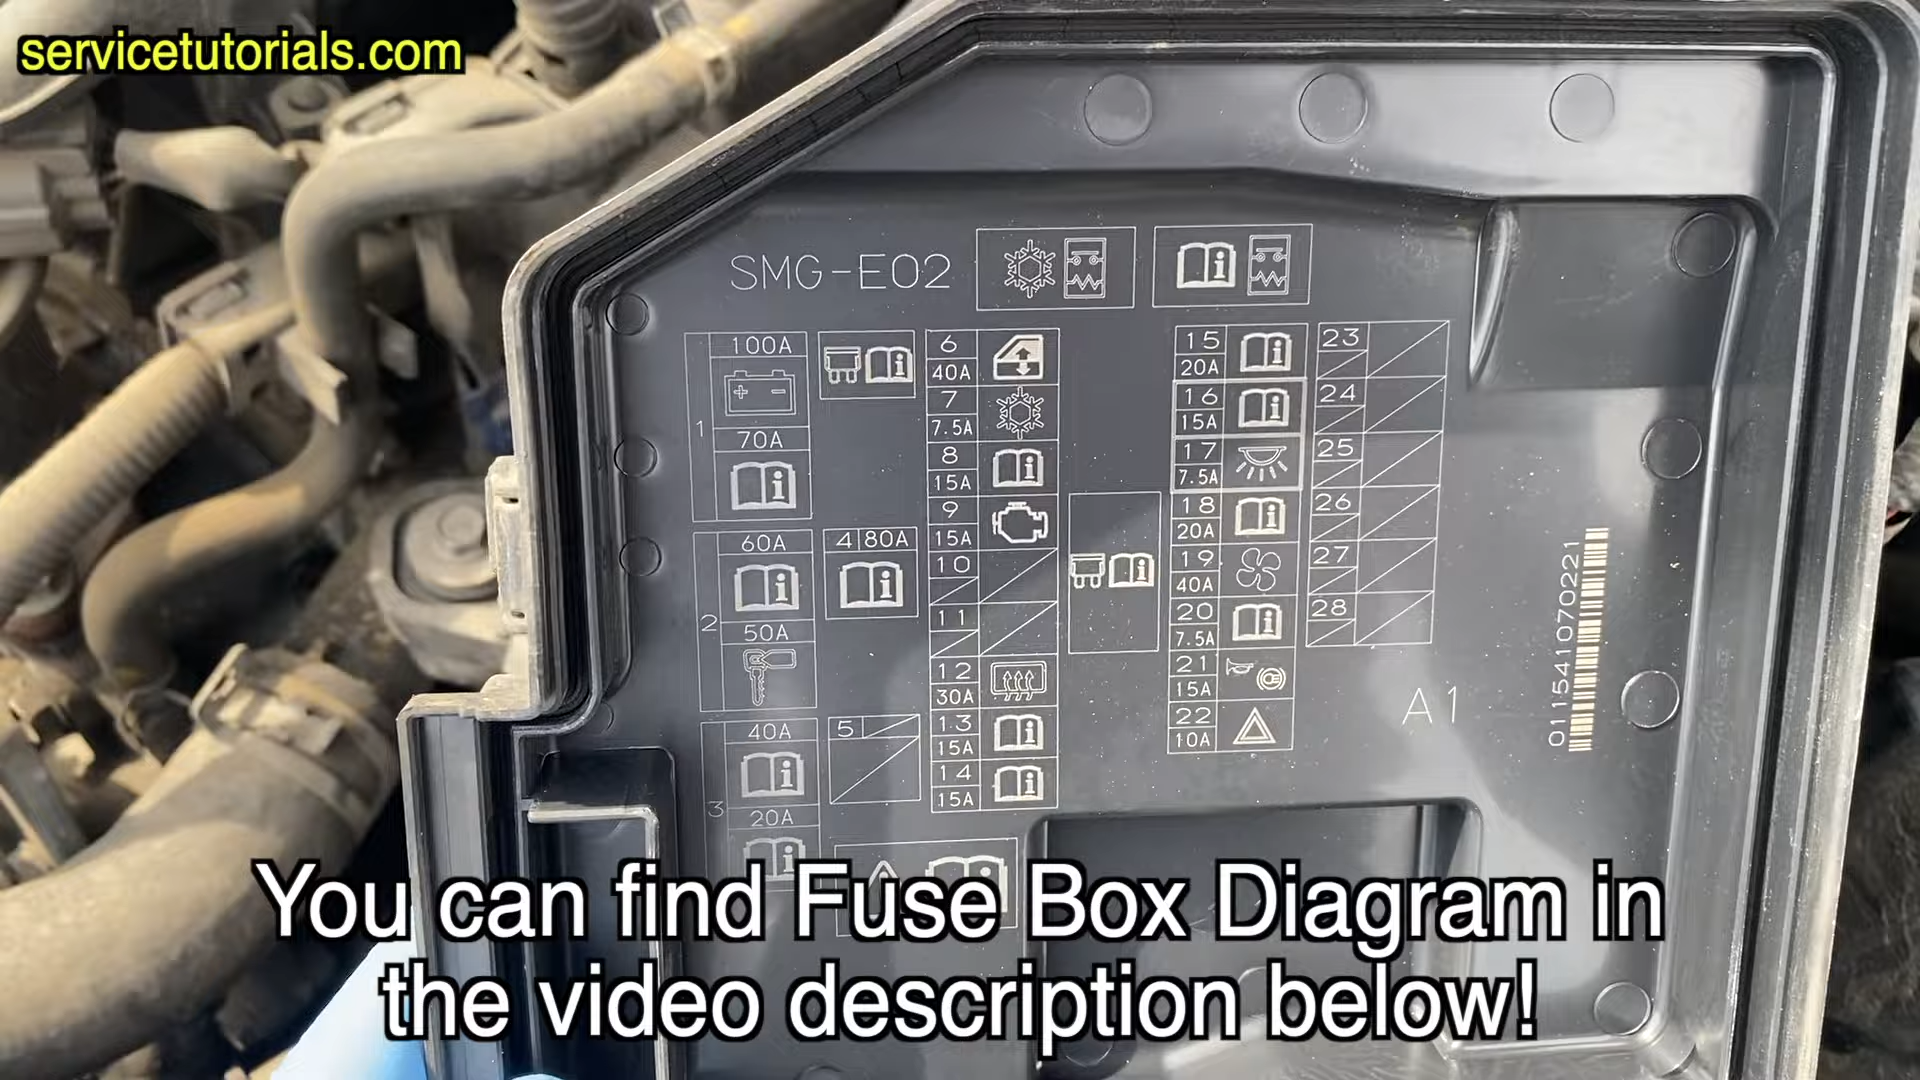 servicetutorials.com
SMG-E02
1
100A
70A
2
60A
50A
3
40A
20A
4 80A
5
6
40A
7
7.5A
8
15A
9
15A
10
11
12
30A
13
15A
14
15A
15
20A
16
15A
17
7.5A
18
20A
19
40A
20
7.5A
21
15A
22
10A
23
24
25
26
27
28
A1
011541070221
You can find Fuse Box Diagram in
the video description below!